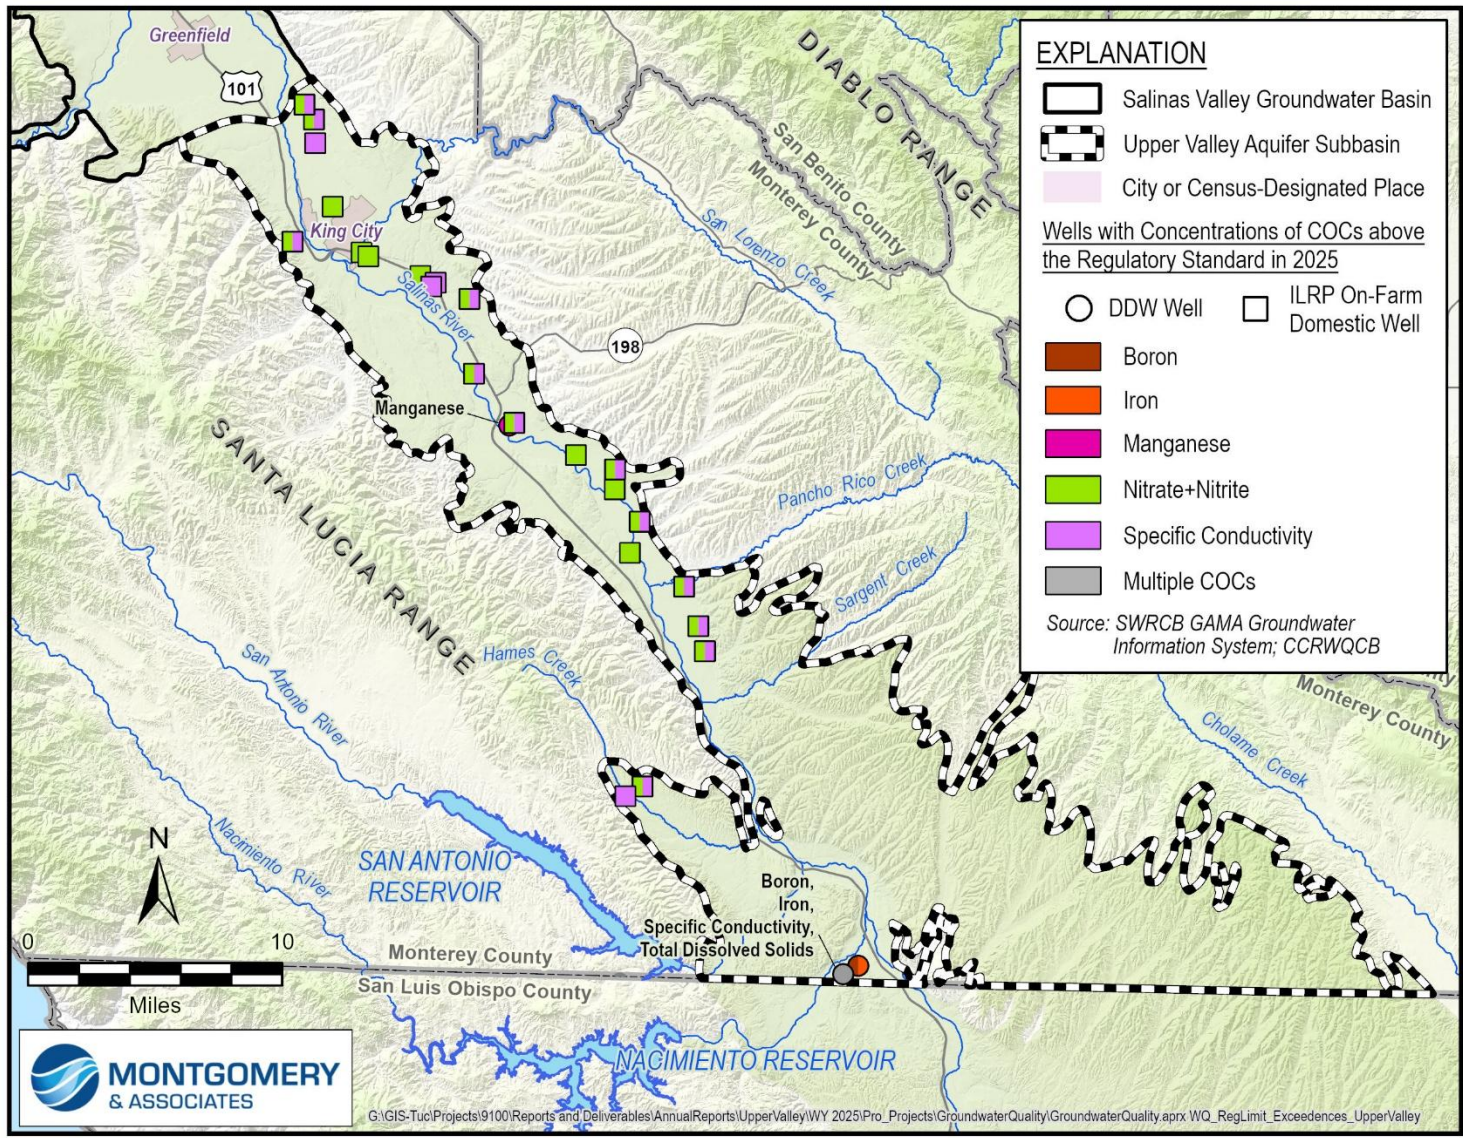 Greenfield
101
DIABLO RANGE
San Benito County
Monterey County
San Lorenzo Creek
King City
Salinas River
198
Manganese
SANTA LUCIA RANGE
Pancho Rico Creek
Sargent Creek
Hames Creek
San Antonio River
Nacimiento River
Cholame Creek
Monterey County
SAN ANTONIO
RESERVOIR
Boron,
Iron,
Specific Conductivity,
Total Dissolved Solids
N
0 10
Miles
Monterey County
San Luis Obispo County
NACIMIENTO RESERVOIR
MONTGOMERY
& ASSOCIATES
G:\GIS-Tuc\Projects\9100\Reports and Deliverables\AnnualReports\UpperValley\WY 2025\Pro_Projects\GroundwaterQuality\GroundwaterQuality.aprx WQ_RegLimit_Exceedences_UpperValley
EXPLANATION
Salinas Valley Groundwater Basin
Upper Valley Aquifer Subbasin
City or Census-Designated Place
Wells with Concentrations of COCs above
the Regulatory Standard in 2025
DDW Well
ILRP On-Farm
Domestic Well
Boron
Iron
Manganese
Nitrate+Nitrite
Specific Conductivity
Multiple COCs
Source: SWRCB GAMA Groundwater
Information System; CCRWQCB